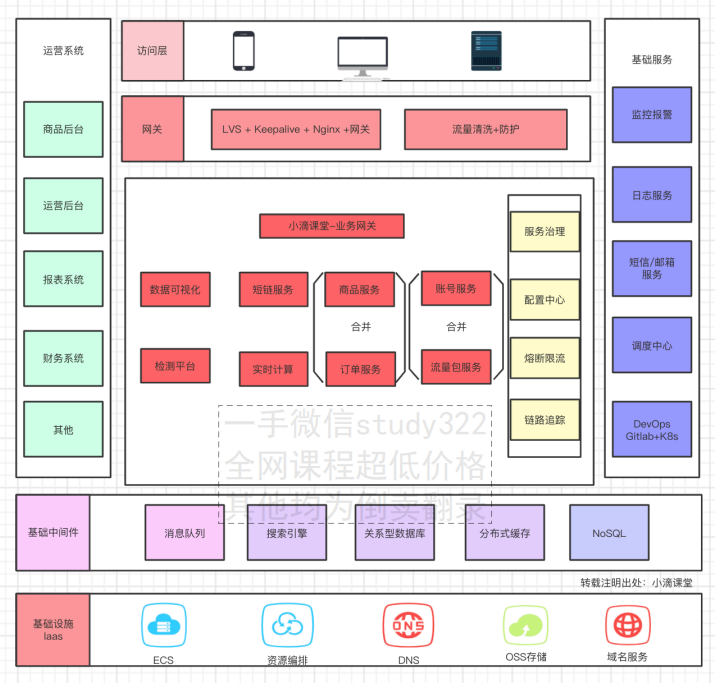 运营系统
商品后台
运营后台
报表系统
财务系统
其他
访问层
网关
LVS + Keepalive + Nginx +网关
流量清洗+防护
小滴课堂-业务网关
数据可视化
短链服务
商品服务
账号服务
合并
合并
检测平台
实时计算
订单服务
流量包服务
服务治理
配置中心
熔断限流
链路追踪
一手微信study322
全网课程超低价格
其他均为倒卖翻录
基础服务
监控报警
日志服务
短信/邮箱
服务
调度中心
DevOps
Gitlab+K8s
基础中间件
消息队列
搜索引擎
关系型数据库
分布式缓存
NoSQL
转载注明出处：小滴课堂
基础设施
Iaas
ECS
资源编排
DNS
DNS
OSS存储
域名服务